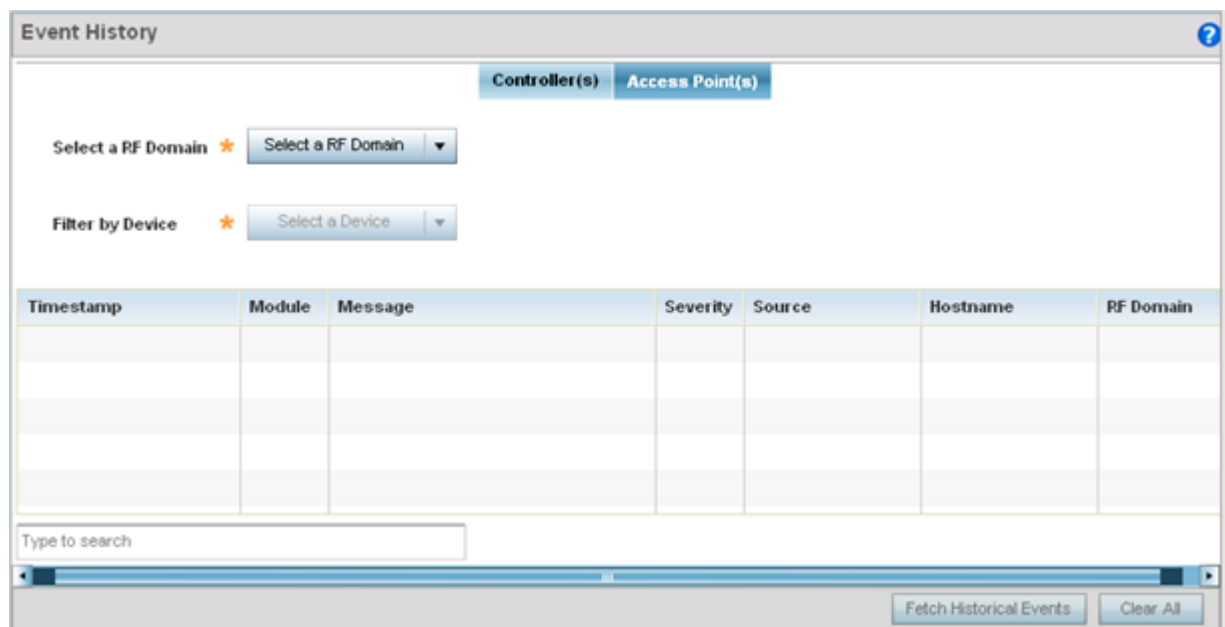 Event History
?
Controller(s) Access Point(s)
Select a RF Domain * Select a RF Domain
Filter by Device * Select a Device
Timestamp Module Message Severity Source Hostname RF Domain
Type to search
Fetch Historical Events Clear All